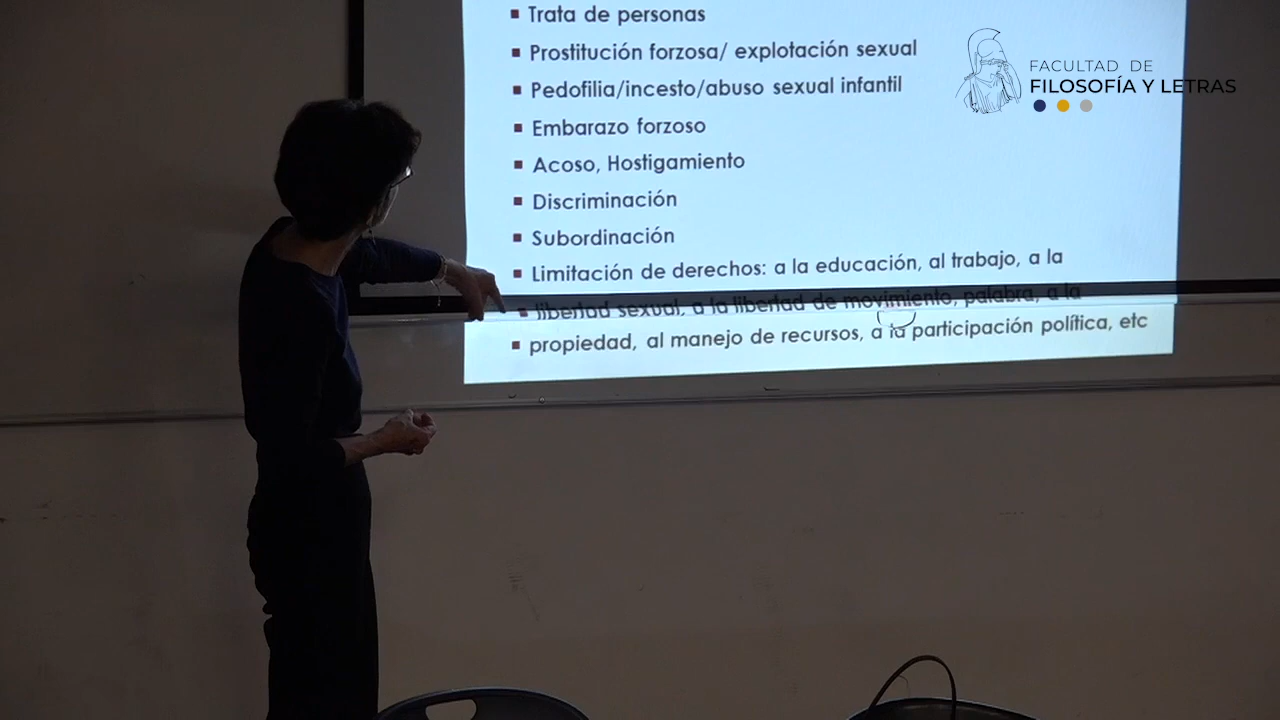 Trata de personas
Prostitución forzosa/ explotación sexual
Pedofilia/incesto/abuso sexual infantil
Embarazo forzoso
Acoso, Hostigamiento
Discriminación
Subordinación
Limitación de derechos: a la educación, al trabajo, a la
libertad sexual, a la libertad de movimiento, palabra, a la
propiedad, al manejo de recursos, a la participación política, etc
FACULTAD DE
FILOSOFÍA Y LETRAS